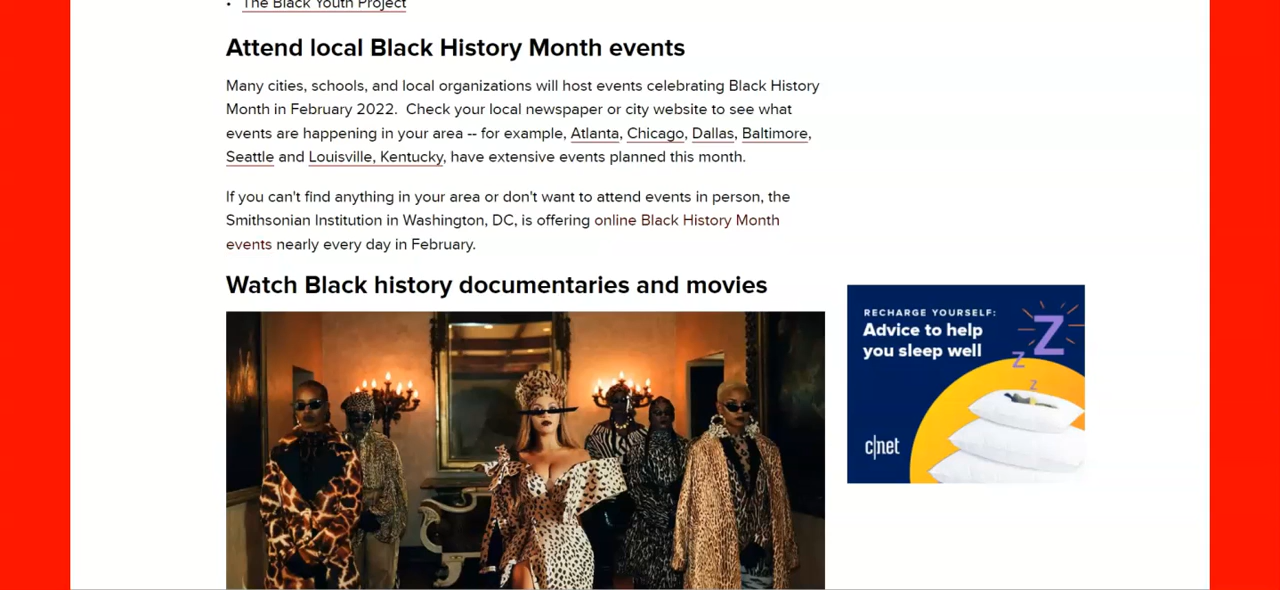 • The Black Youth Project
Attend local Black History Month events
Many cities, schools, and local organizations will host events celebrating Black History
Month in February 2022.  Check your local newspaper or city website to see what
events are happening in your area -- for example, Atlanta, Chicago, Dallas, Baltimore,
Seattle and Louisville, Kentucky, have extensive events planned this month.
If you can't find anything in your area or don't want to attend events in person, the
Smithsonian Institution in Washington, DC, is offering online Black History Month
events nearly every day in February.
Watch Black history documentaries and movies
RECHARGE YOURSELF:
Advice to help
you sleep well
Z
Z
Z
c|net